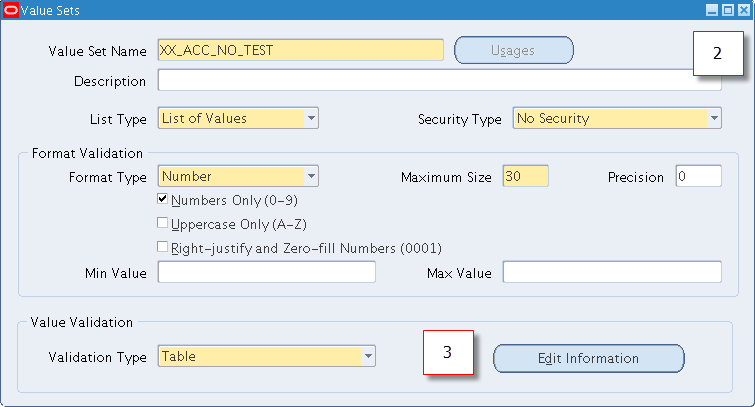 Value Sets
Value Set Name XX_ACC_NO_TEST Usages 2
Description
List Type List of Values Security Type No Security
Format Validation
Format Type Number Maximum Size 30 Precision 0
Numbers Only (0-9)
Uppercase Only (A-Z)
Right-justify and Zero-fill Numbers (0001)
Min Value Max Value
Value Validation
Validation Type Table 3 Edit Information